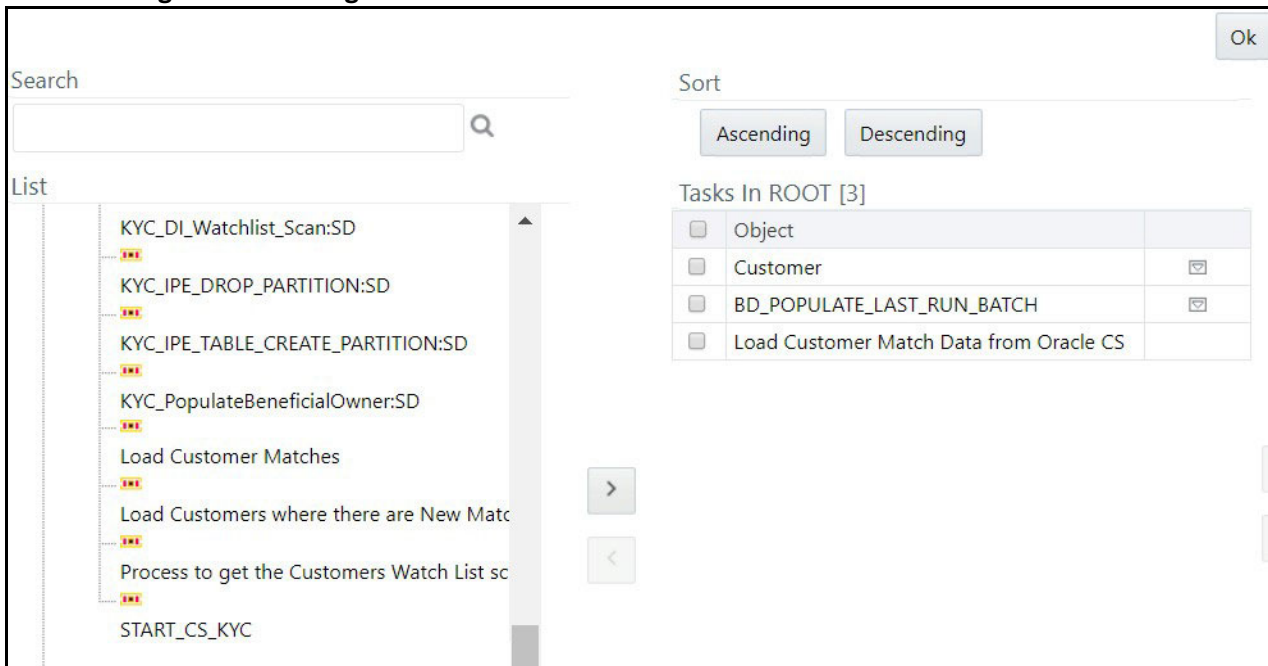 Ok
Search
List
KYC_DI_Watchlist_Scan:SD
KYC_IPE_DROP_PARTITION:SD
KYC_IPE_TABLE_CREATE_PARTITION:SD
KYC_PopulateBeneficialOwner:SD
Load Customer Matches
Load Customers where there are New Matc
Process to get the Customers Watch List sc
START_CS_KYC
>
<
Sort
Ascending Descending
Tasks In ROOT [3]
Object
Customer
BD_POPULATE_LAST_RUN_BATCH
Load Customer Match Data from Oracle CS